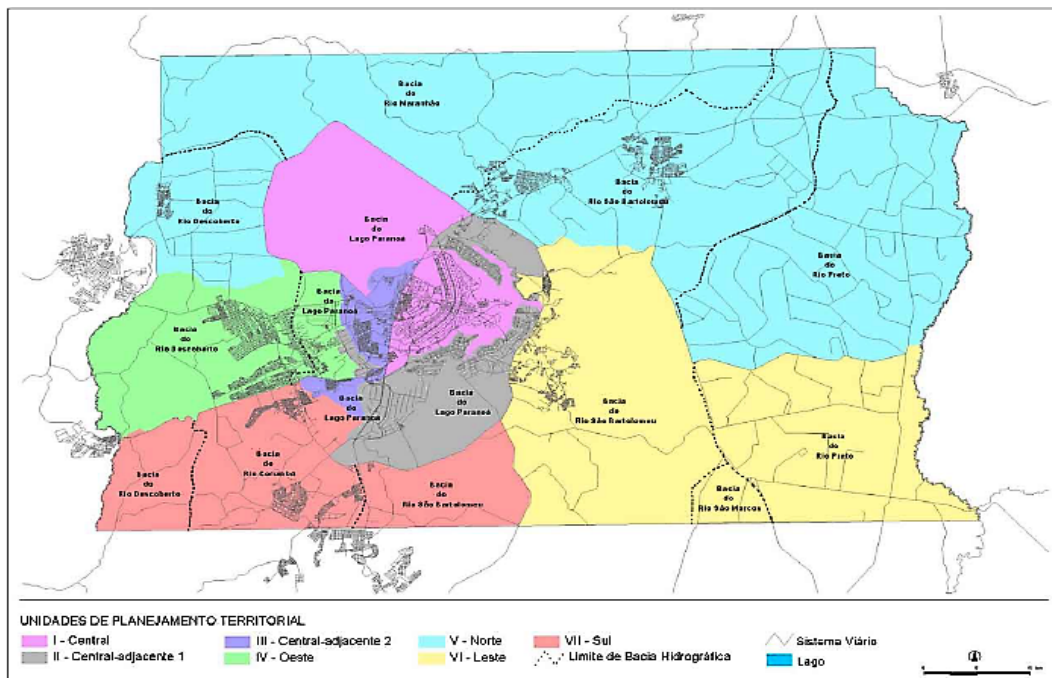 Bacia
do
Rio Maranhão
Bacia
do
Rio Descoberto
Bacia
do
Lago Paranoá
Bacia
do
Rio São Bartolomeu
Bacia
do
Rio Preto
Bacia
do
Lago Paranoá
Bacia
do
Rio Descoberto
Bacia
do
Lago Paranoá
Bacia
do
Lago Paranoá
Bacia
do
Rio São Bartolomeu
Bacia
do
Rio Descoberto
Bacia
do
Rio Corumbá
Bacia
do
Rio São Bartolomeu
Bacia
do
Rio São Marcos
Bacia
do
Rio Preto
UNIDADES DE PLANEJAMENTO TERRITORIAL
I - Central
II - Central-adjacente 1
III - Central-adjacente 2
IV - Oeste
V - Norte
VI - Leste
VII - Sul
Limite de Bacia Hidrográfica
Sistema Viário
Lago